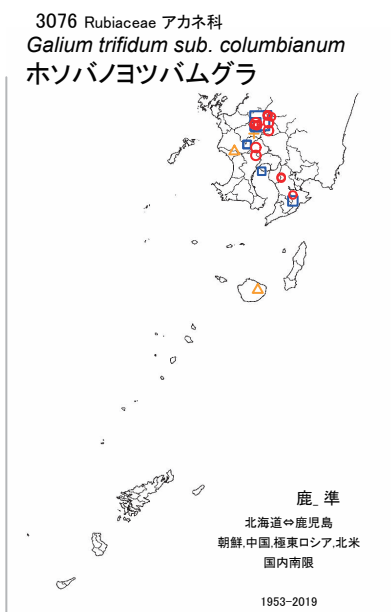 3076 Rubiaceae アカネ科
Galium trifidum sub. columbianum
ホソバノヨツバムグラ
鹿_準
北海道⇔鹿児島
朝鮮,中国,極東ロシア,北米
国内南限
1953-2019